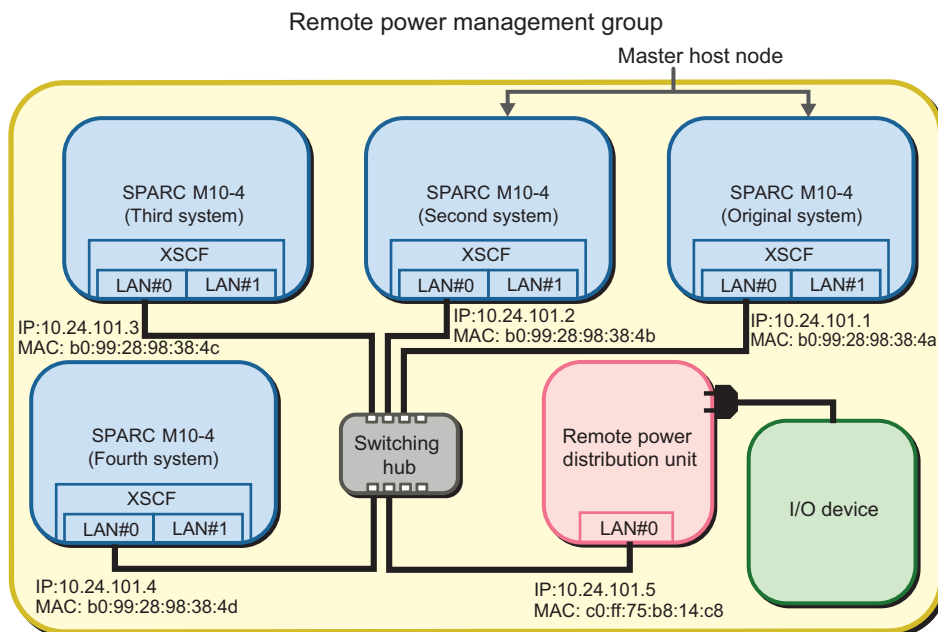 Remote power management group
Master host node
SPARC M10-4
(Third system)
XSCF
LAN#0
LAN#1
SPARC M10-4
(Second system)
XSCF
LAN#0
LAN#1
SPARC M10-4
(Original system)
XSCF
LAN#0
LAN#1
IP:10.24.101.3
MAC: b0:99:28:98:38:4c
IP:10.24.101.2
MAC: b0:99:28:98:38:4b
IP:10.24.101.1
MAC: b0:99:28:98:38:4a
SPARC M10-4
(Fourth system)
XSCF
LAN#0
LAN#1
Switching
hub
Remote power
distribution unit
LAN#0
I/O device
IP:10.24.101.4
MAC: b0:99:28:98:38:4d
IP:10.24.101.5
MAC: c0:ff:75:b8:14:c8